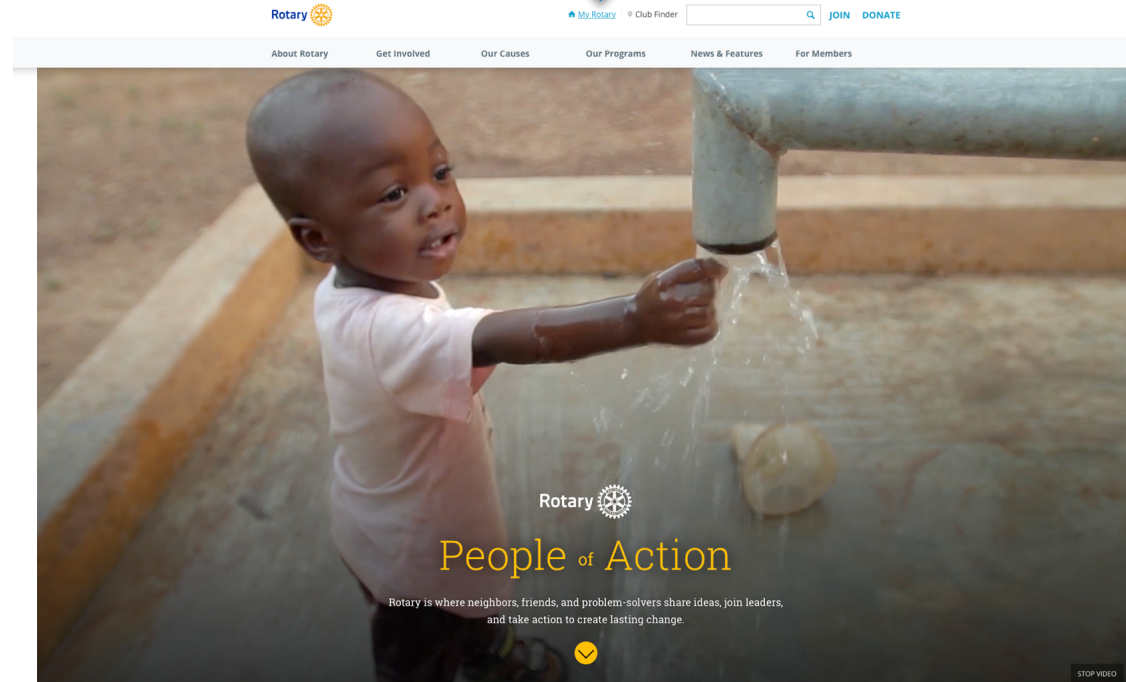 Rotary
My Rotary
Club Finder
JOIN
DONATE
About Rotary
Get Involved
Our Causes
Our Programs
News & Features
For Members
Rotary
People of Action
Rotary is where neighbors, friends, and problem-solvers share ideas, join leaders,
and take action to create lasting change.
STOP VIDEO